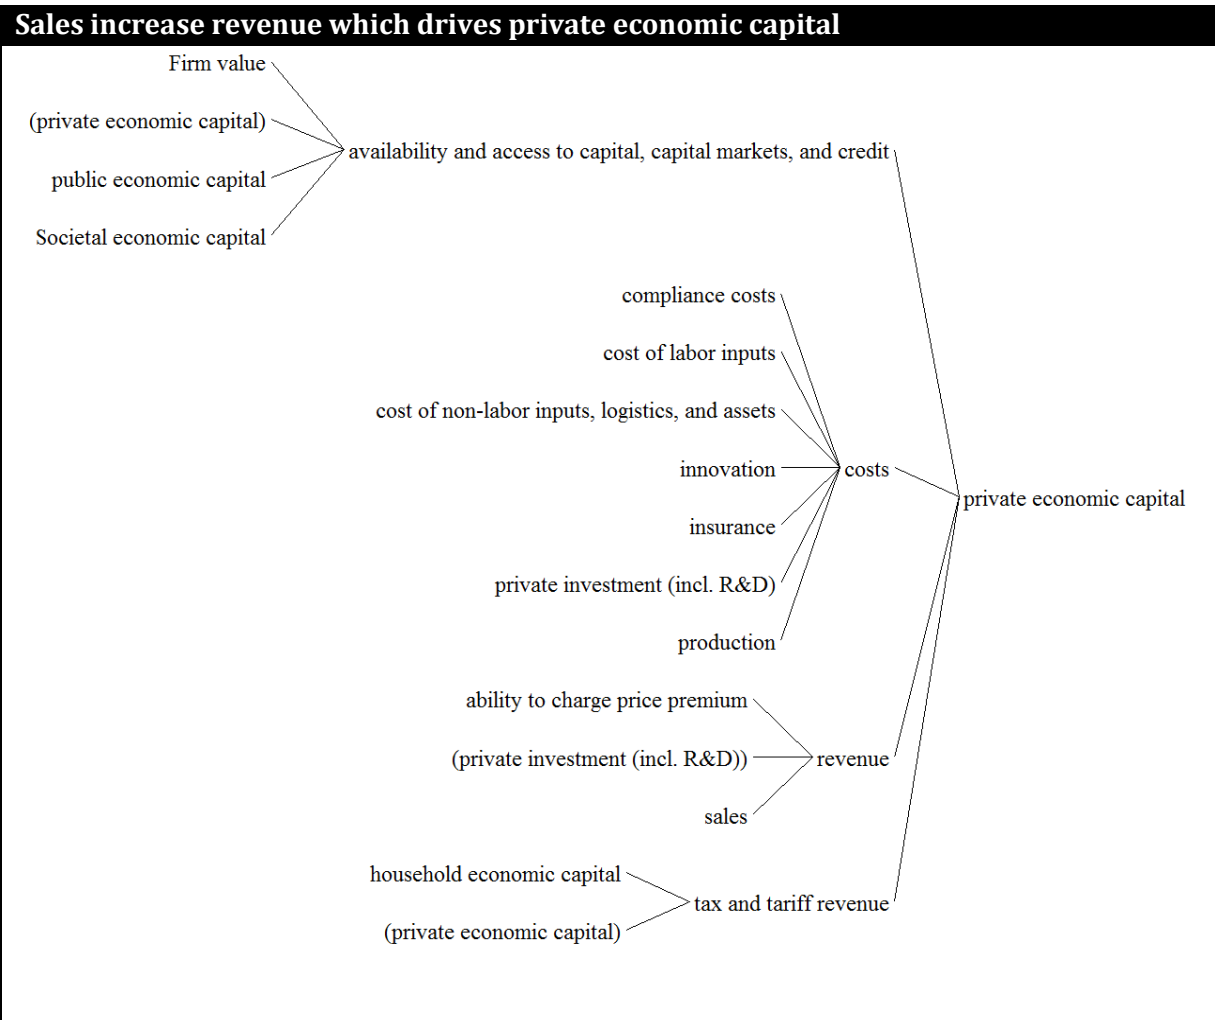 Sales increase revenue which drives private economic capital
Firm value
(private economic capital)
availability and access to capital, capital markets, and credit
public economic capital
Societal economic capital
compliance costs
cost of labor inputs
cost of non-labor inputs, logistics, and assets
innovation
costs
private economic capital
insurance
private investment (incl. R&D)
production
ability to charge price premium
(private investment (incl. R&D))
revenue
sales
household economic capital
tax and tariff revenue
(private economic capital)